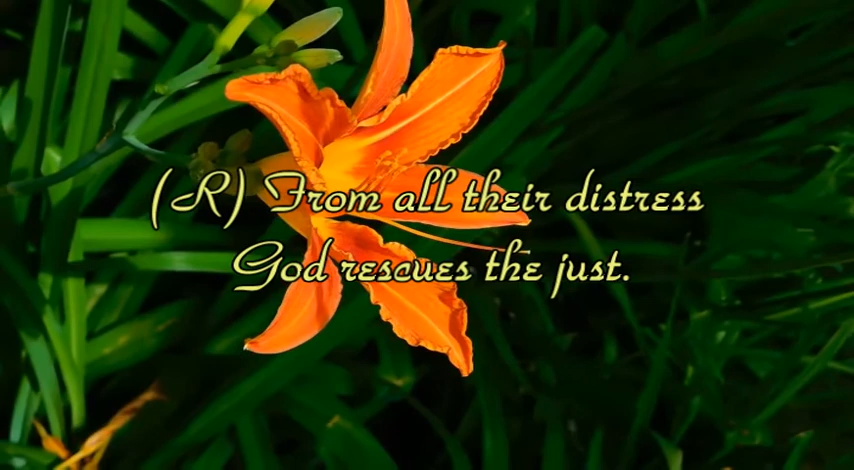 (R) From all their distress
God rescues the just.